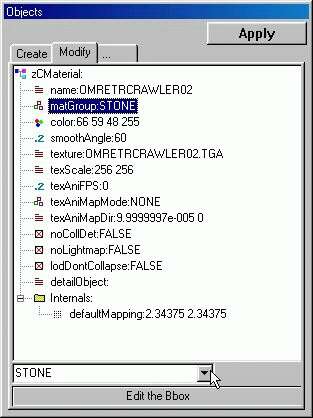 Objects
Apply
Create Modify ...
zCMaterial:
name:OMRETRCRAWLER02
matGroup:STONE
color:66 59 48 255
.2 smoothAngle:60
texture:OMRETRCRAWLER02.TGA
texScale:256 256
.2 texAniFPS:0
texAniMapMode:NONE
texAniMapDir:9.9999997e-005 0
noCollDet:FALSE
noLightmap:FALSE
lodDontCollapse:FALSE
detailObject:
Internals:
defaultMapping:2.34375 2.34375
STONE
Edit the Bbox